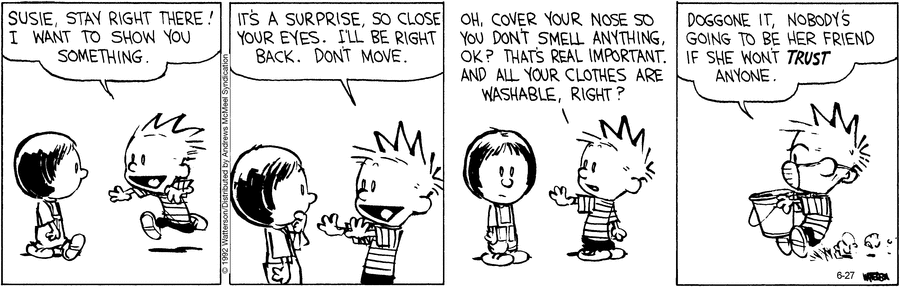 SUSIE, STAY RIGHT THERE!
I WANT TO SHOW YOU
SOMETHING.
IT'S A SURPRISE, SO CLOSE
YOUR EYES. I'LL BE RIGHT
BACK. DON'T MOVE.
OH, COVER YOUR NOSE SO
YOU DON'T SMELL ANYTHING,
OK? THAT'S REAL IMPORTANT.
AND ALL YOUR CLOTHES ARE
WASHABLE, RIGHT?
DOGGONE IT, NOBODY'S
GOING TO BE HER FRIEND
IF SHE WON'T TRUST
ANYONE.
© 1992 Watterson/Distributed by Andrews McMeel Syndication
6-27